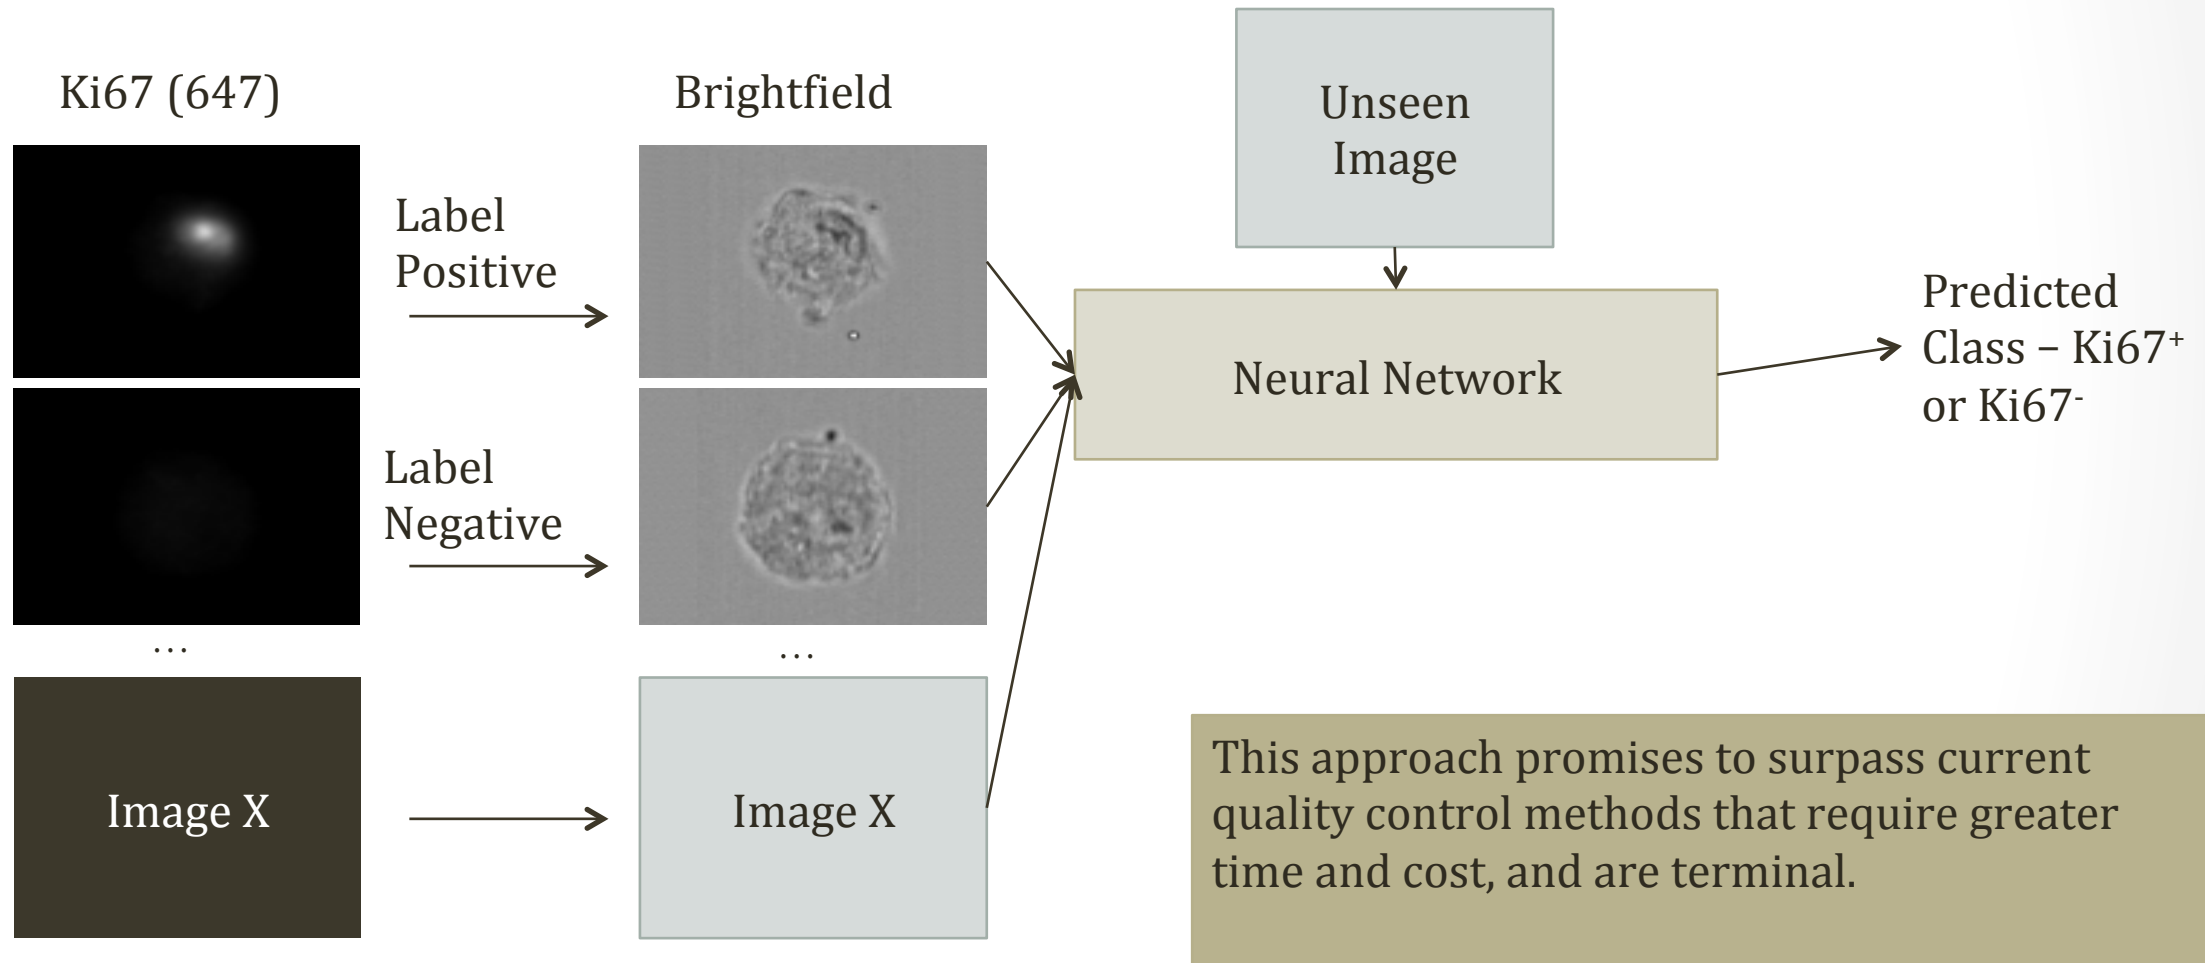 Ki67 (647)
Brightfield
Label
Positive
Label
Negative
…
…
Image X
Image X
Unseen
Image
Neural Network
Predicted
Class – Ki67⁺
or Ki67⁻
This approach promises to surpass current
quality control methods that require greater
time and cost, and are terminal.